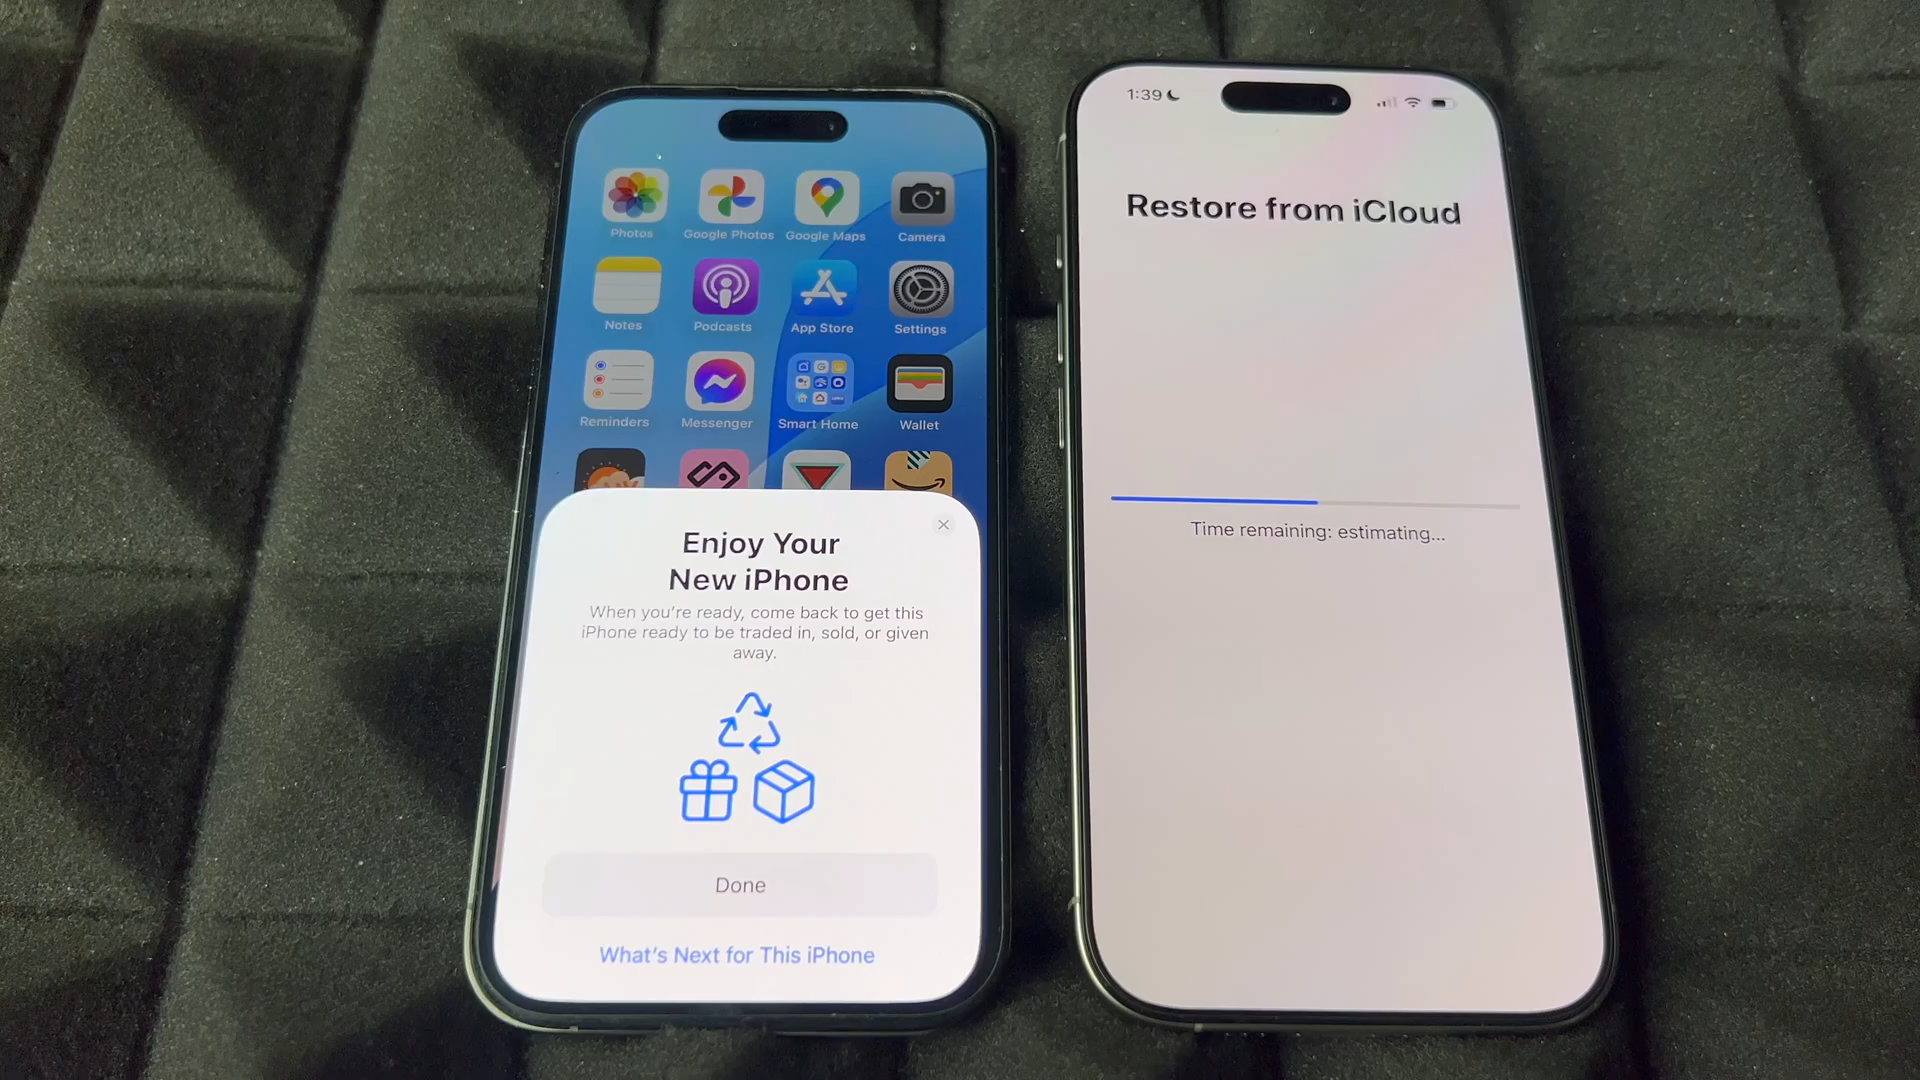 Photos
Google Photos
Google Maps
Camera
Notes
Podcasts
App Store
Settings
Reminders
Messenger
Smart Home
Wallet
Enjoy Your
New iPhone
When you're ready, come back to get this
iPhone ready to be traded in, sold, or given
away.
Done
What's Next for This iPhone
1:39
Restore from iCloud
Time remaining: estimating...